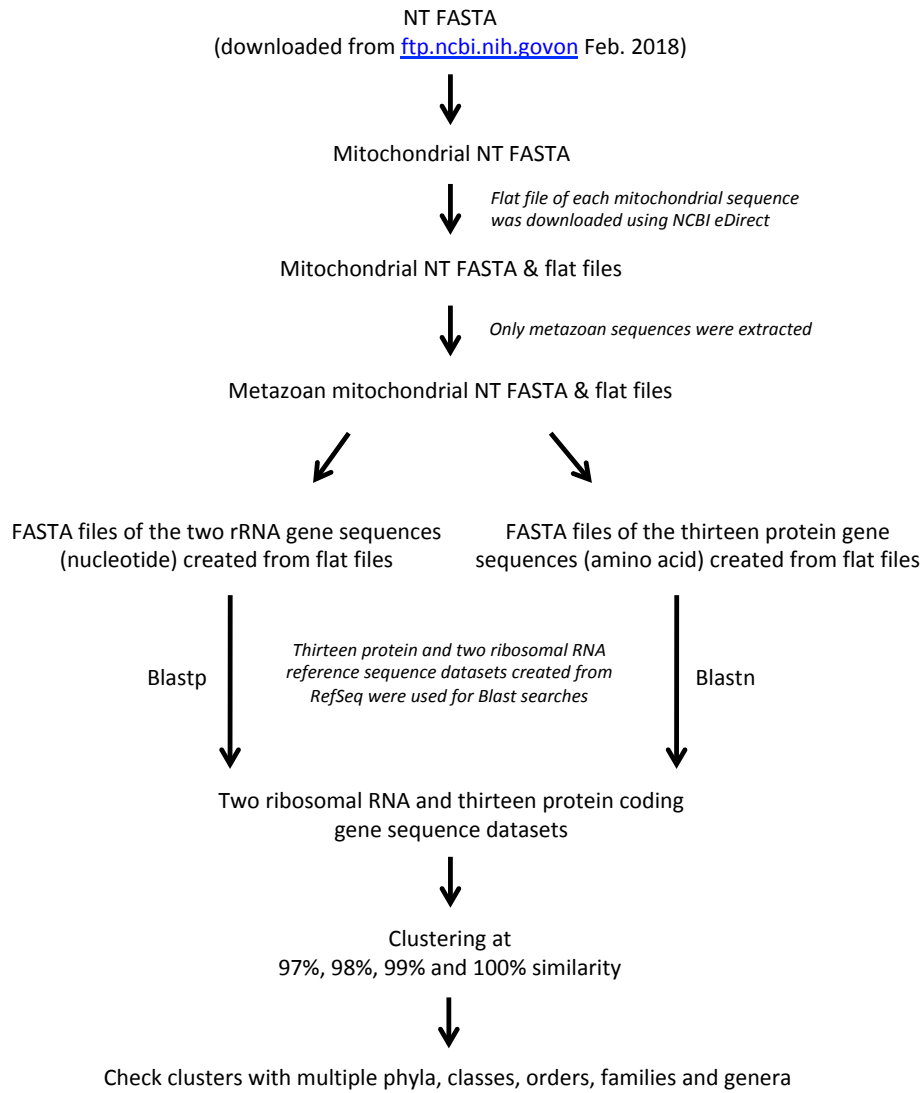 NT FASTA
(downloaded from ftp.ncbi.nih.govon Feb. 2018)
Mitochondrial NT FASTA
Flat file of each mitochondrial sequence
was downloaded using NCBI eDirect
Mitochondrial NT FASTA & flat files
Only metazoan sequences were extracted
Metazoan mitochondrial NT FASTA & flat files
FASTA files of the two rRNA gene sequences
(nucleotide) created from flat files
FASTA files of the thirteen protein gene
sequences (amino acid) created from flat files
Blastp
Thirteen protein and two ribosomal RNA
reference sequence datasets created from
RefSeq were used for Blast searches
Blastn
Two ribosomal RNA and thirteen protein coding
gene sequence datasets
Clustering at
97%, 98%, 99% and 100% similarity
Check clusters with multiple phyla, classes, orders, families and genera